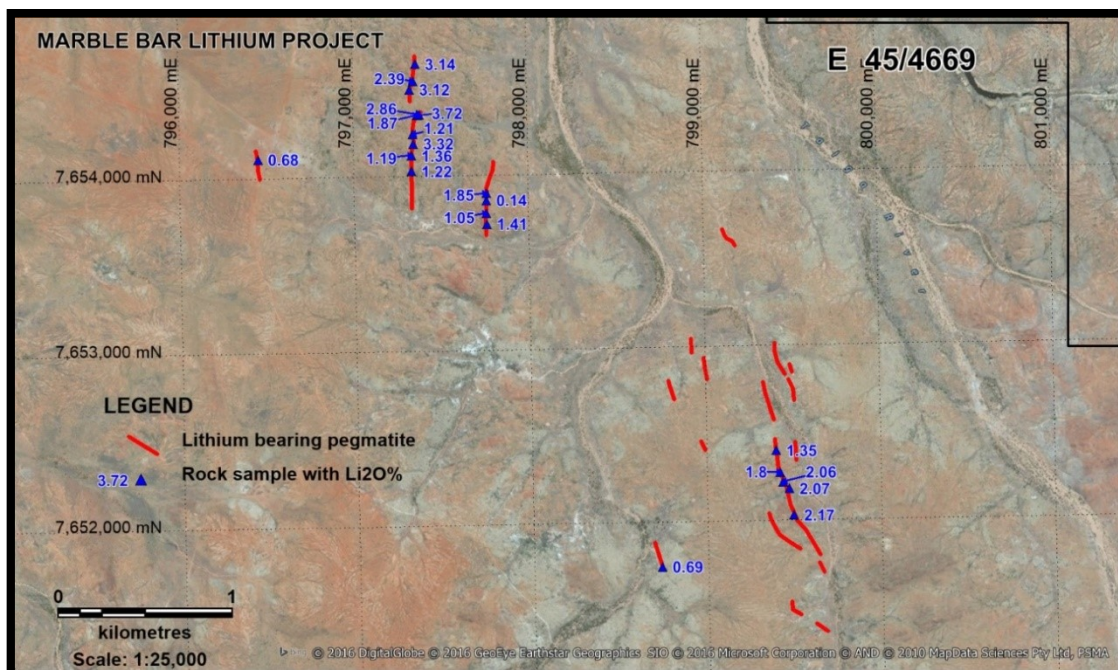 MARBLE BAR LITHIUM PROJECT
E 45/4669
796,000 mE
797,000 mE
798,000 mE
799,000 mE
800,000 mE
801,000 mE
3.14
2.39
3.12
2.86
3.72
1.87
1.21
3.32
1.19
1.36
1.22
0.68
7,654,000 mN
1.85
0.14
1.05
1.41
7,653,000 mN
LEGEND
Lithium bearing pegmatite
3.72
Rock sample with Li2O%
1.35
1.8
2.06
2.07
2.17
7,652,000 mN
0.69
0
1
kilometres
Scale: 1:25,000
© 2016 DigitalGlobe © 2016 GeoEye Earthstar Geographics SIO © 2016 Microsoft Corporation © AND © 2010 MapData Sciences Pty Ltd, PSMA